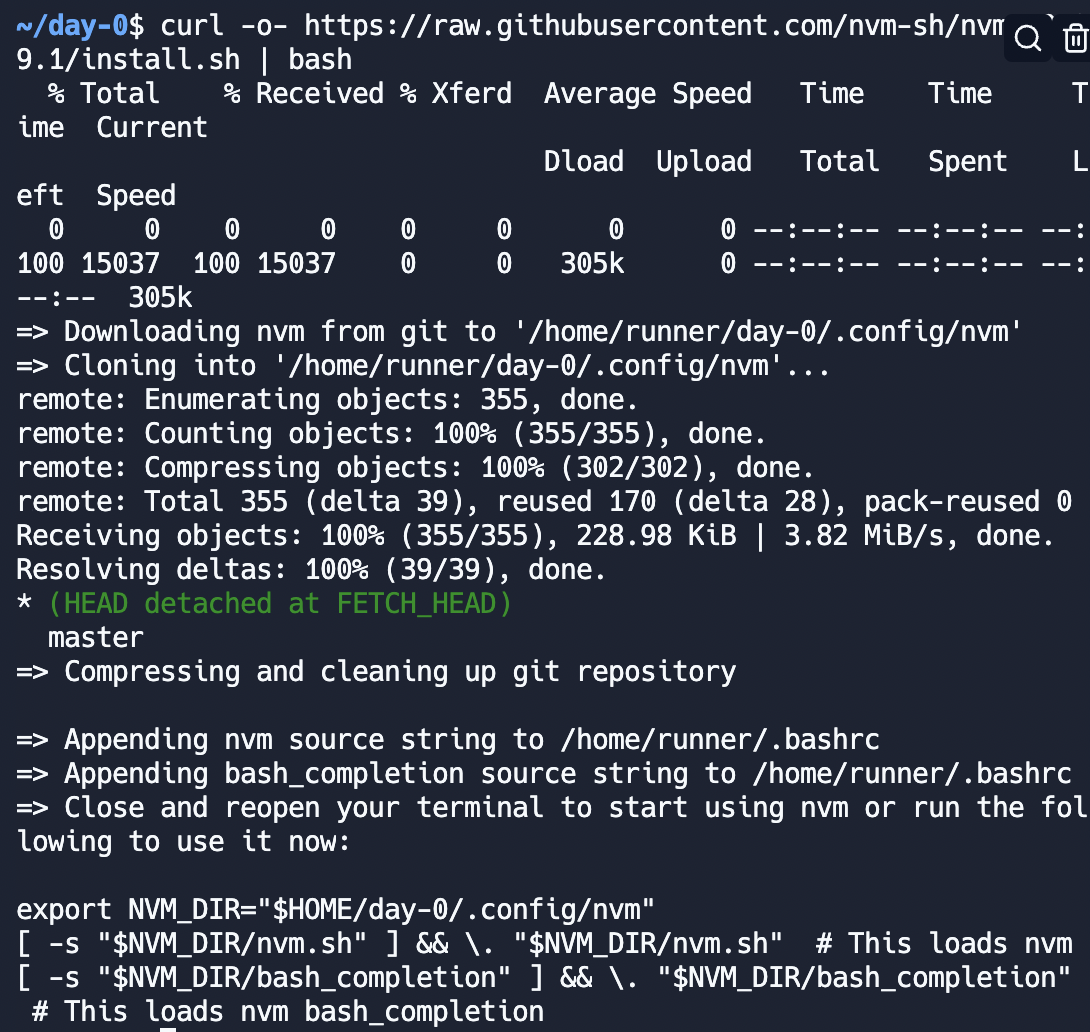 ~/day-0$ curl -o- https://raw.githubusercontent.com/nvm-sh/nvm
9.1/install.sh | bash
  % Total    % Received % Xferd  Average Speed   Time    Time     T
ime  Current
                                 Dload  Upload   Total   Spent    L
eft  Speed
  0     0    0     0    0     0      0      0 --:--:-- --:--:-- --:
100 15037  100 15037    0     0   305k      0 --:--:-- --:--:-- --:
--:--  305k
=> Downloading nvm from git to '/home/runner/day-0/.config/nvm'
=> Cloning into '/home/runner/day-0/.config/nvm'...
remote: Enumerating objects: 355, done.
remote: Counting objects: 100% (355/355), done.
remote: Compressing objects: 100% (302/302), done.
remote: Total 355 (delta 39), reused 170 (delta 28), pack-reused 0
Receiving objects: 100% (355/355), 228.98 KiB | 3.82 MiB/s, done.
Resolving deltas: 100% (39/39), done.
* (HEAD detached at FETCH_HEAD)
  master
=> Compressing and cleaning up git repository
=> Appending nvm source string to /home/runner/.bashrc
=> Appending bash_completion source string to /home/runner/.bashrc
=> Close and reopen your terminal to start using nvm or run the fol
lowing to use it now:
export NVM_DIR="$HOME/day-0/.config/nvm"
[ -s "$NVM_DIR/nvm.sh" ] && \. "$NVM_DIR/nvm.sh"  # This loads nvm
[ -s "$NVM_DIR/bash_completion" ] && \. "$NVM_DIR/bash_completion"
 # This loads nvm bash_completion